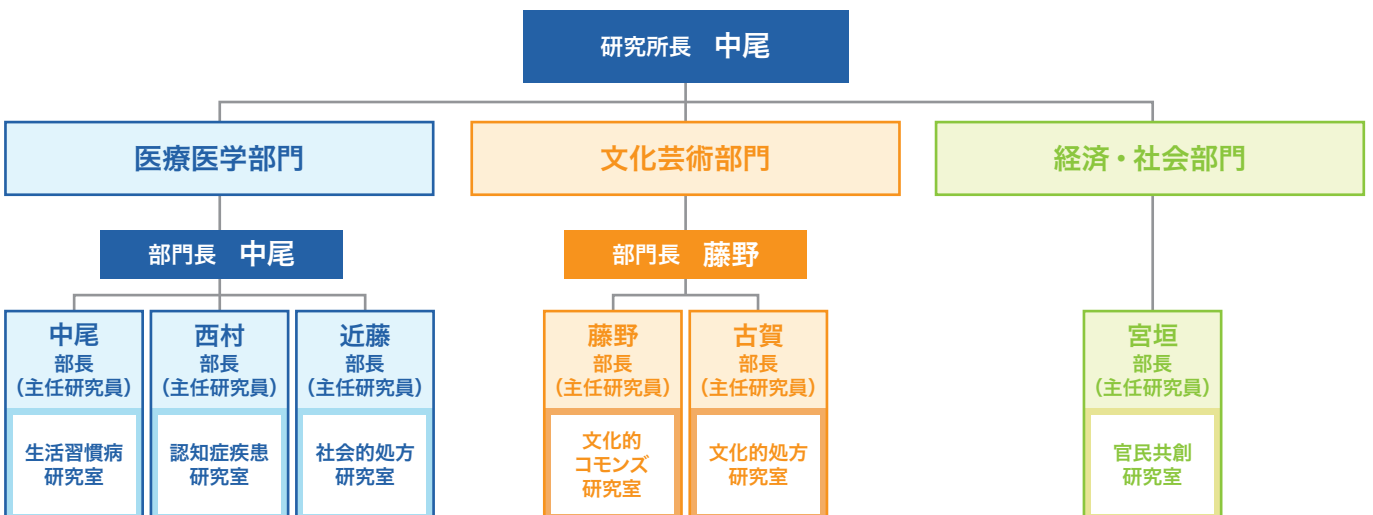 研究所長 中尾
医療医学部門
文化芸術部門
経済・社会部門
部門長 中尾
部門長 藤野
中尾
部長
（主任研究員）
生活習慣病
研究室
西村
部長
（主任研究員）
認知症疾患
研究室
近藤
部長
（主任研究員）
社会的処方
研究室
藤野
部長
（主任研究員）
文化的
コモンズ
研究室
古賀
部長
（主任研究員）
文化的処方
研究室
宮垣
部長
（主任研究員）
官民共創
研究室